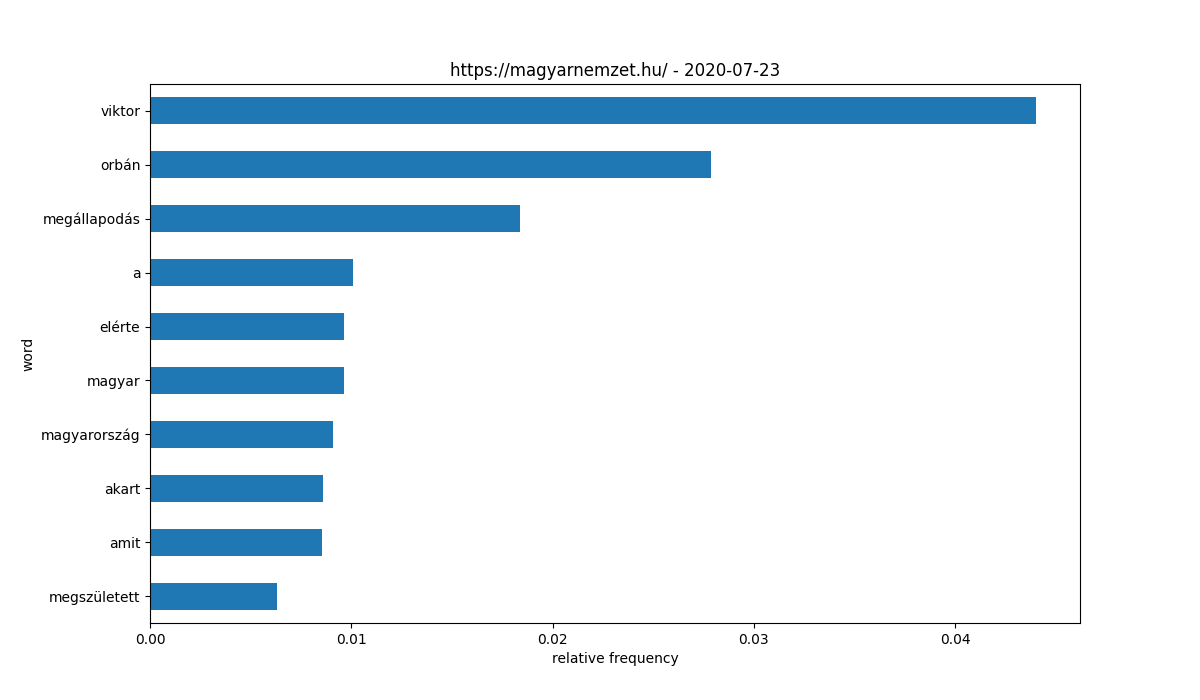 https://magyarnemzet.hu/ - 2020-07-23
viktor
orbán
megállapodás
a
elérte
magyar
magyarország
akart
amit
megszületett
word
0.00 0.01 0.02 0.03 0.04
relative frequency